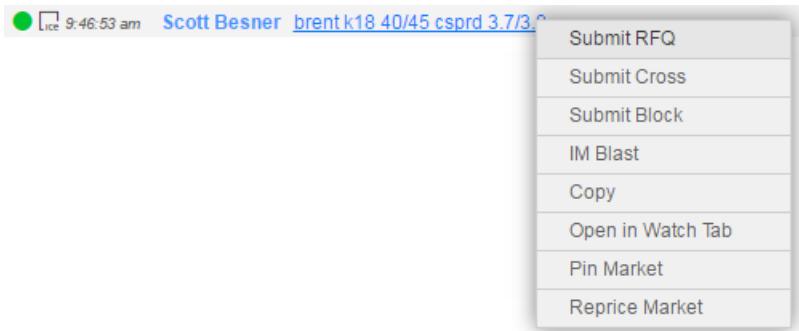 ice 9:46:53 am Scott Besner brent k18 40/45 csprd 3.7/3.
Submit RFQ
Submit Cross
Submit Block
IM Blast
Copy
Open in Watch Tab
Pin Market
Reprice Market